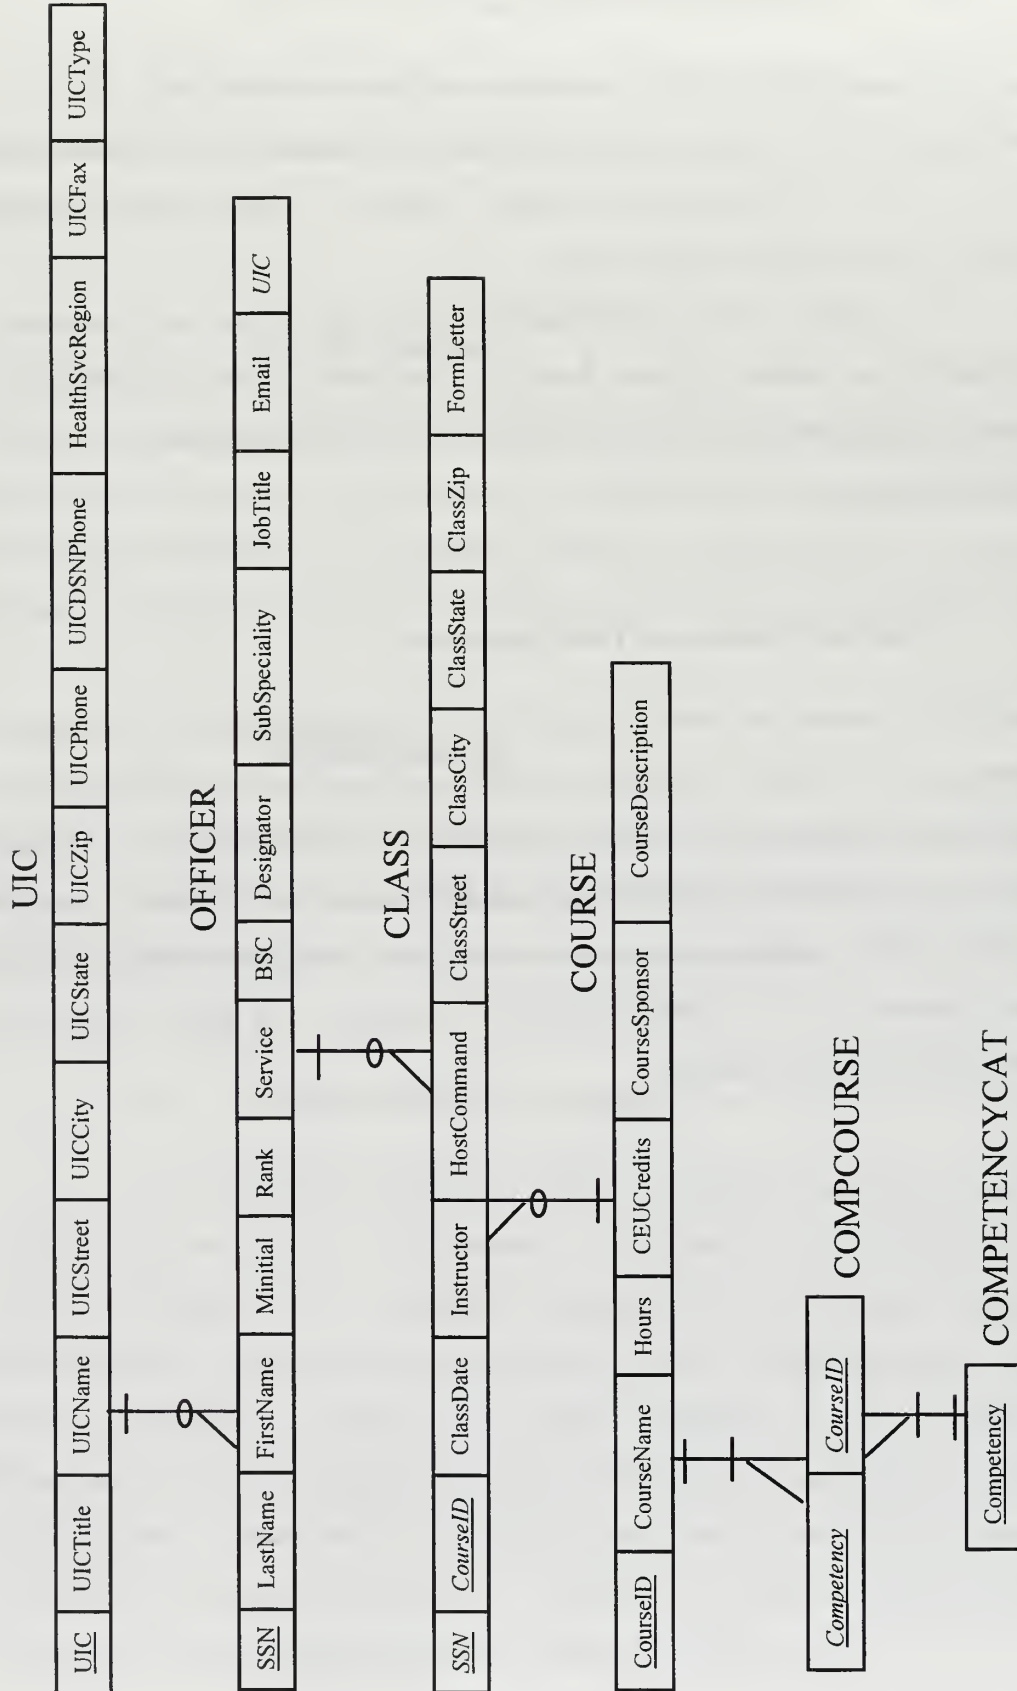 UIC
UIC UICTitle UICName UICStreet UICCity UICState UICZip UICPhone UICDSNPhone HealthSvcRegion UICFax UICType
OFFICER
SSN LastName FirstName Minitial Rank Service BSC Designator SubSpeciality JobTitle Email UIC
CLASS
SSN CourseID ClassDate Instructor HostCommand ClassStreet ClassCity ClassState ClassZip FormLetter
COURSE
CourseID CourseName Hours CEUCredits CourseSponsor CourseDescription
COMPCOURSE
Competency CourseID
COMPETENCYCAT
Competency